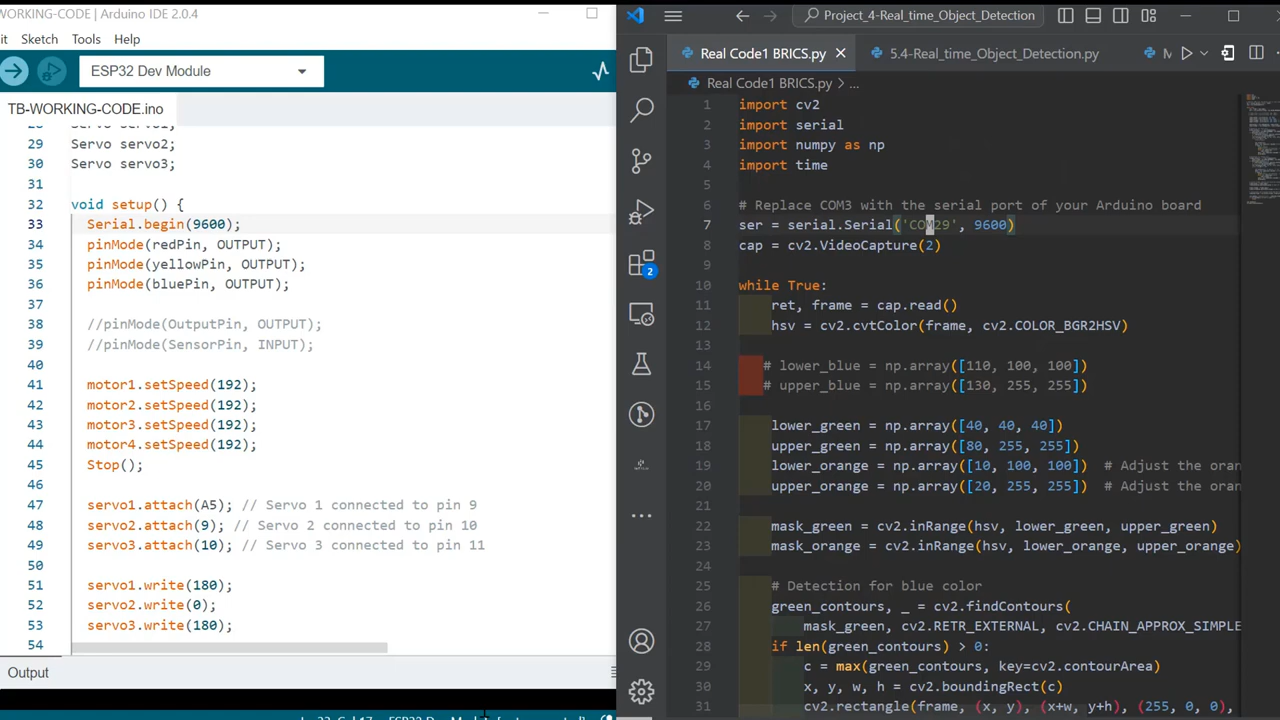 WORKING-CODE | Arduino IDE 2.0.4
it Sketch Tools Help
ESP32 Dev Module
TB-WORKING-CODE.ino
29 Servo servo2;
30 Servo servo3;
31
32 void setup() {
33 Serial.begin(9600);
34 pinMode(redPin, OUTPUT);
35 pinMode(yellowPin, OUTPUT);
36 pinMode(bluePin, OUTPUT);
37
38 //pinMode(OutputPin, OUTPUT);
39 //pinMode(SensorPin, INPUT);
40
41 motor1.setSpeed(192);
42 motor2.setSpeed(192);
43 motor3.setSpeed(192);
44 motor4.setSpeed(192);
45 Stop();
46
47 servo1.attach(A5); // Servo 1 connected to pin 9
48 servo2.attach(9); // Servo 2 connected to pin 10
49 servo3.attach(10); // Servo 3 connected to pin 11
50
51 servo1.write(180);
52 servo2.write(0);
53 servo3.write(180);
54
Output
Project_4-Real_time_Object_Detection
Real Code1 BRICS.py
5.4-Real_time_Object_Detection.py
Real Code1 BRICS.py > ...
2
1 import cv2
2 import serial
3 import numpy as np
4 import time
5
6 # Replace COM3 with the serial port of your Arduino board
7 ser = serial.Serial('COM29', 9600)
8 cap = cv2.VideoCapture(2)
9
10 while True:
11 ret, frame = cap.read()
12 hsv = cv2.cvtColor(frame, cv2.COLOR_BGR2HSV)
13
14 # lower_blue = np.array([110, 100, 100])
15 # upper_blue = np.array([130, 255, 255])
16
17 lower_green = np.array([40, 40, 40])
18 upper_green = np.array([80, 255, 255])
19 lower_orange = np.array([10, 100, 100]) # Adjust the oran
20 upper_orange = np.array([20, 255, 255]) # Adjust the oran
21
22 mask_green = cv2.inRange(hsv, lower_green, upper_green)
23 mask_orange = cv2.inRange(hsv, lower_orange, upper_orange)
24
25 # Detection for blue color
26 green_contours, _ = cv2.findContours(
27 mask_green, cv2.RETR_EXTERNAL, cv2.CHAIN_APPROX_SIMPLE
28 if len(green_contours) > 0:
29 c = max(green_contours, key=cv2.contourArea)
30 x, y, w, h = cv2.boundingRect(c)
31 cv2.rectangle(frame, (x, y), (x+w, y+h), (255, 0, 0),